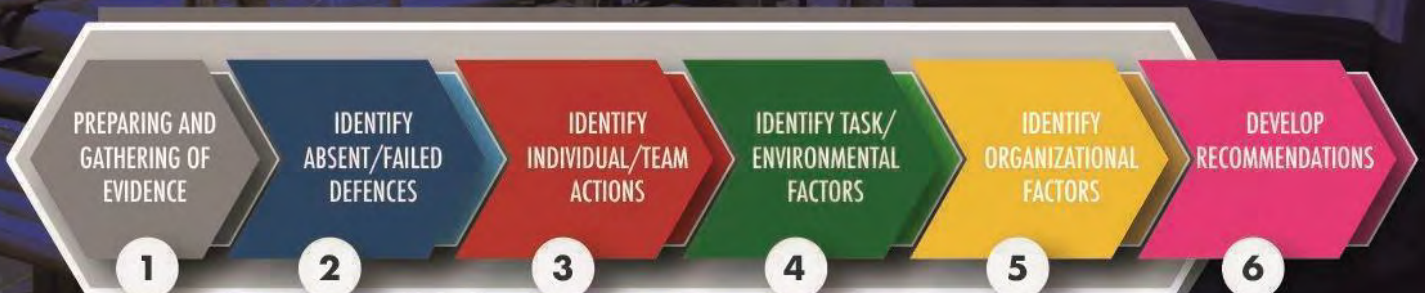 PREPARING AND
GATHERING OF
EVIDENCE
1
IDENTIFY
ABSENT/FAILED
DEFENCES
2
IDENTIFY
INDIVIDUAL/TEAM
ACTIONS
3
IDENTIFY TASK/
ENVIRONMENTAL
FACTORS
4
IDENTIFY
ORGANIZATIONAL
FACTORS
5
DEVELOP
RECOMMENDATIONS
6